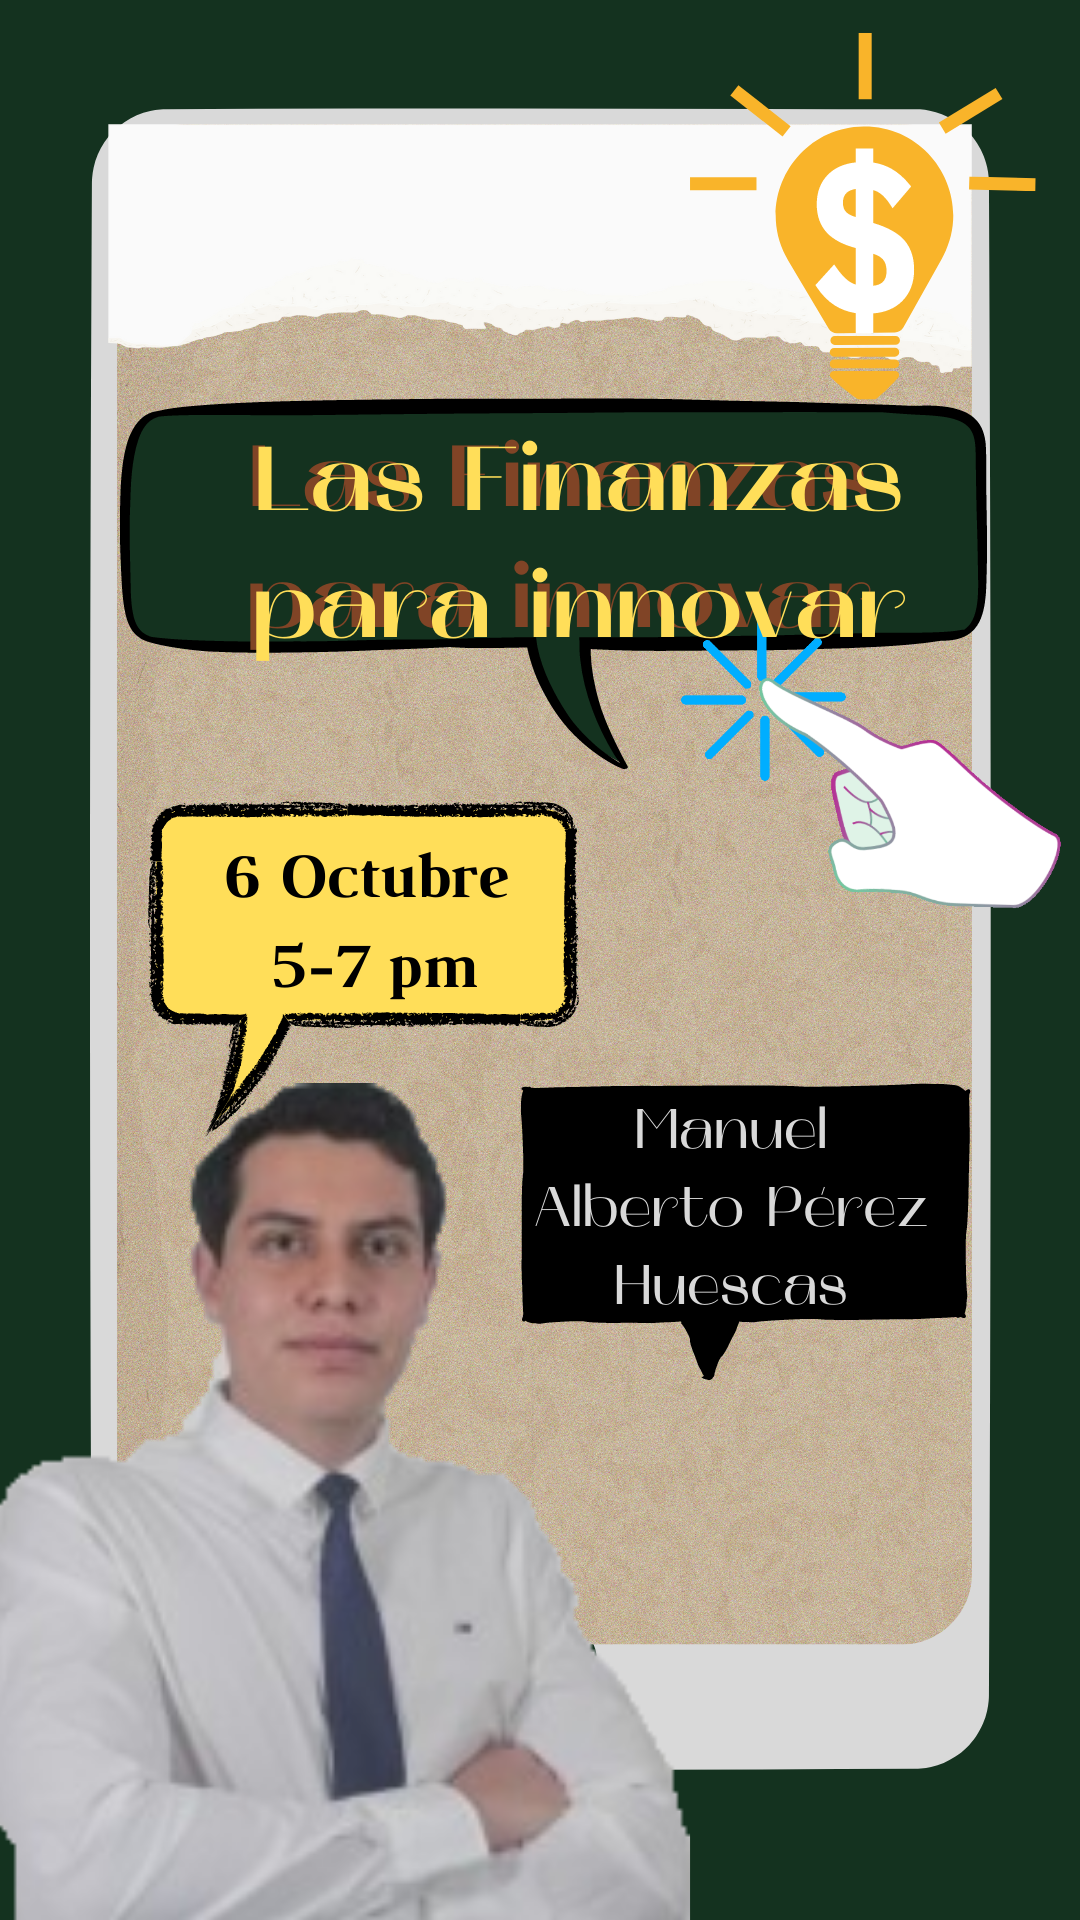 $
Las Finanzas
para innovar
6 Octubre
5-7 pm
Manuel
Alberto Pérez
Huescas